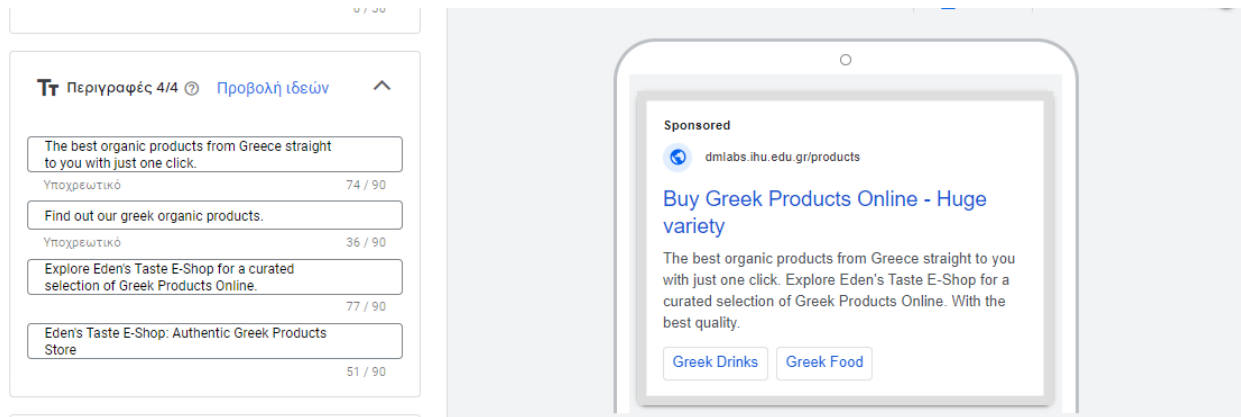 0 / 30
Tт Περιγραφές 4/4 Προβολή ιδεών
The best organic products from Greece straight
to you with just one click.
Υποχρεωτικό 74 / 90
Find out our greek organic products.
Υποχρεωτικό 36 / 90
Explore Eden's Taste E-Shop for a curated
selection of Greek Products Online.
77 / 90
Eden's Taste E-Shop: Authentic Greek Products
Store
51 / 90
Sponsored
dmlabs.ihu.edu.gr/products
Buy Greek Products Online - Huge
variety
The best organic products from Greece straight to you
with just one click. Explore Eden's Taste E-Shop for a
curated selection of Greek Products Online. With the
best quality.
Greek Drinks Greek Food